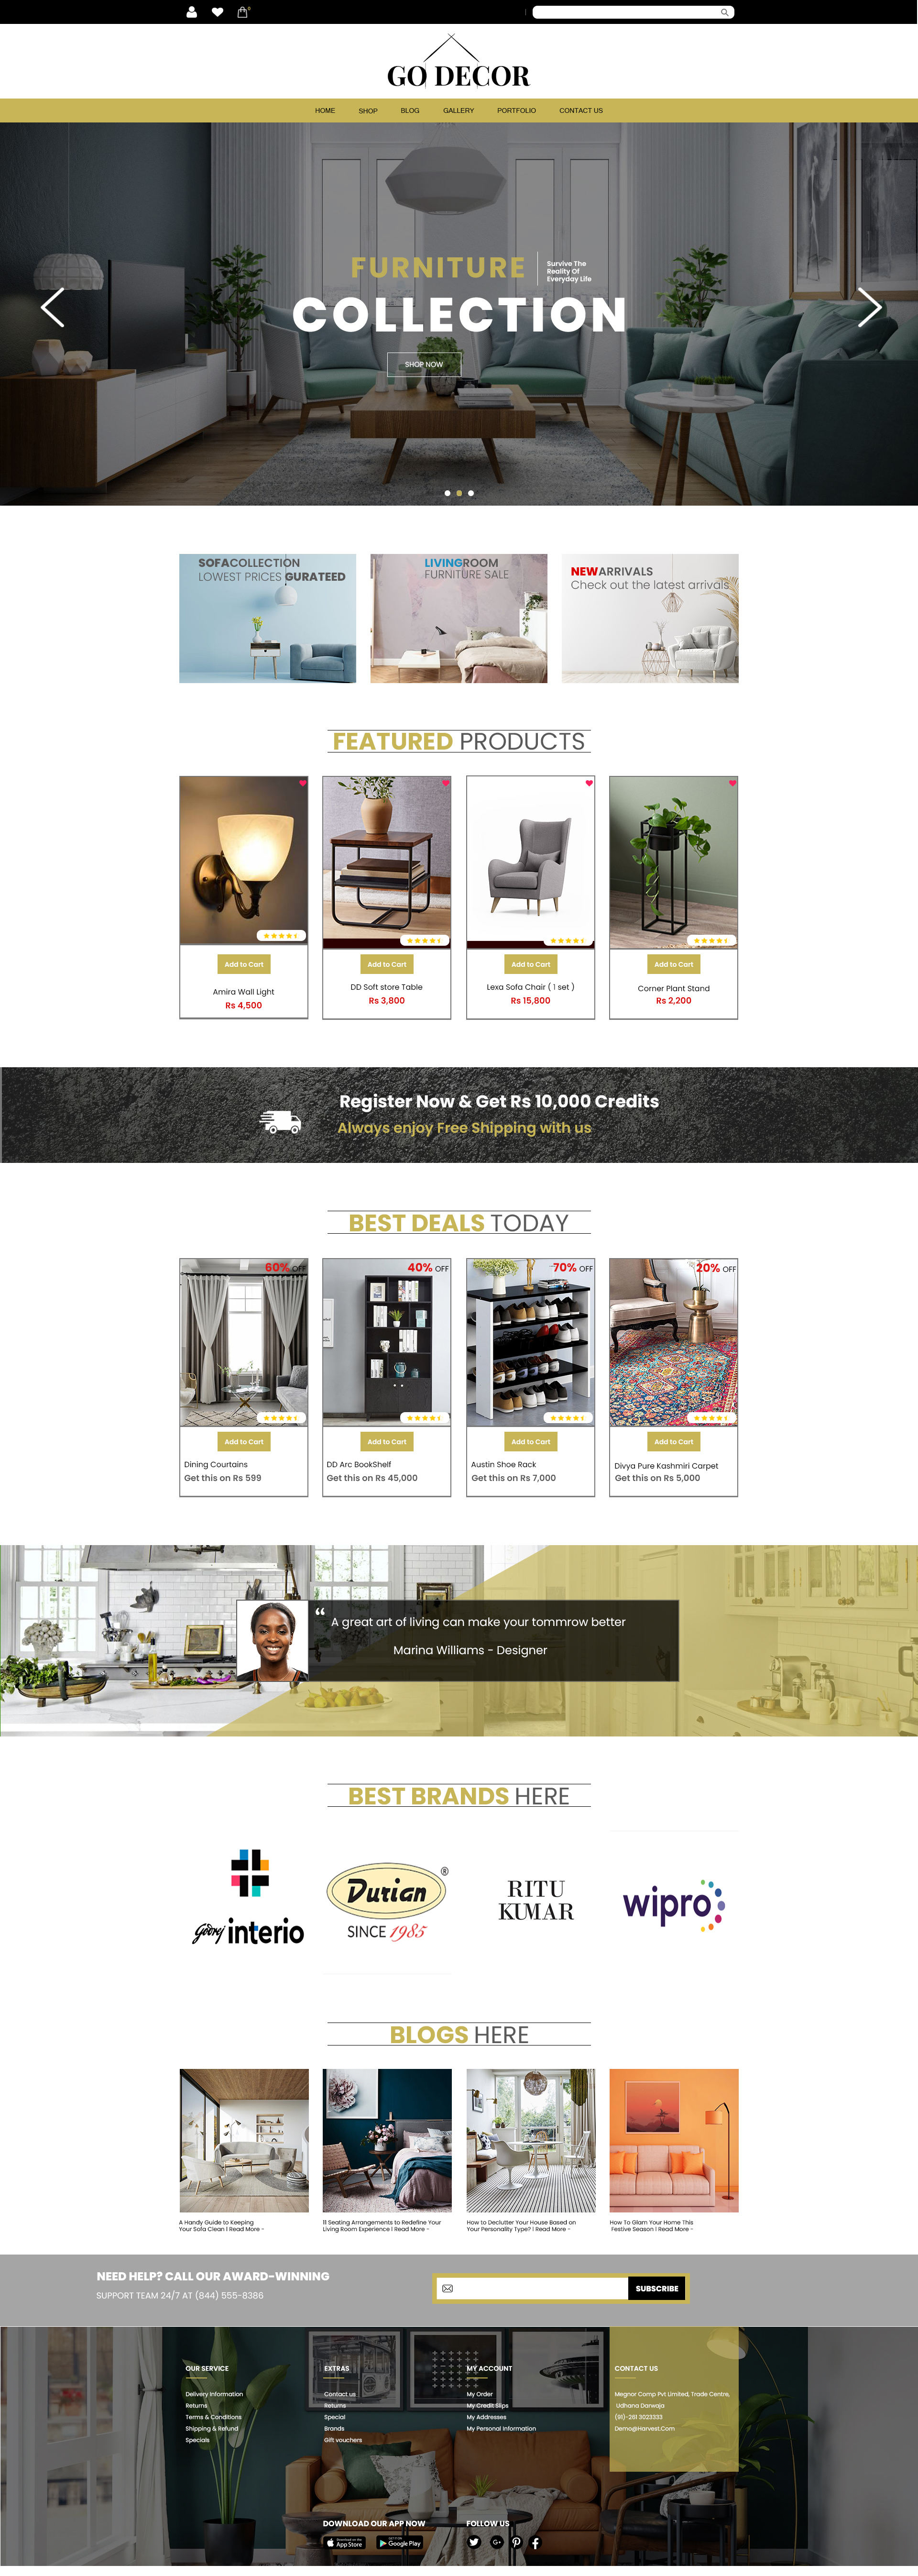 0
GO DECOR
HOME SHOP BLOG GALLERY PORTFOLIO CONTACT US
FURNITURE
Survive The
Reality Of
Everyday Life
COLLECTION
SHOP NOW
SOFACOLLECTION
LOWEST PRICES GURATEED
LIVINGROOM
FURNITURE SALE
NEWARRIVALS
Check out the latest arrivals
FEATURED PRODUCTS
Add to Cart
Amira Wall Light
Rs 4,500
Add to Cart
DD Soft store Table
Rs 3,800
Add to Cart
Lexa Sofa Chair ( 1 set )
Rs 15,800
Add to Cart
Corner Plant Stand
Rs 2,200
Register Now & Get Rs 10,000 Credits
Always enjoy Free Shipping with us
BEST DEALS TODAY
60% OFF
Add to Cart
Dining Courtains
Get this on Rs 599
40% OFF
Add to Cart
DD Arc BookShelf
Get this on Rs 45,000
70% OFF
Add to Cart
Austin Shoe Rack
Get this on Rs 7,000
20% OFF
Add to Cart
Divya Pure Kashmiri Carpet
Get this on Rs 5,000
“ A great art of living can make your tommrow better
Marina Williams - Designer
BEST BRANDS HERE
Godrej interio
Durian ®
SINCE 1985
RITU
KUMAR
wipro
BLOGS HERE
A Handy Guide to Keeping
Your Sofa Clean I Read More -
11 Seating Arrangements to Redefine Your
Living Room Experience I Read More -
How to Declutter Your House Based on
Your Personality Type? I Read More -
How To Glam Your Home This
Festive Season I Read More -
NEED HELP? CALL OUR AWARD-WINNING
SUPPORT TEAM 24/7 AT (844) 555-8386
SUBSCRIBE
OUR SERVICE
Delivery Information
Returns
Terms & Conditions
Shipping & Refund
Specials
EXTRAS
Contact us
Returns
Special
Brands
Gift vouchers
MY ACCOUNT
My Order
My Credit Slips
My Addresses
My Personal Information
CONTACT US
Megnor Comp Pvt Limited, Trade Centre,
Udhana Darwaja
(91)-261 3023333
Demo@Harvest.Com
DOWNLOAD OUR APP NOW
Download on the
App Store
GET IT ON
Google Play
FOLLOW US
G+